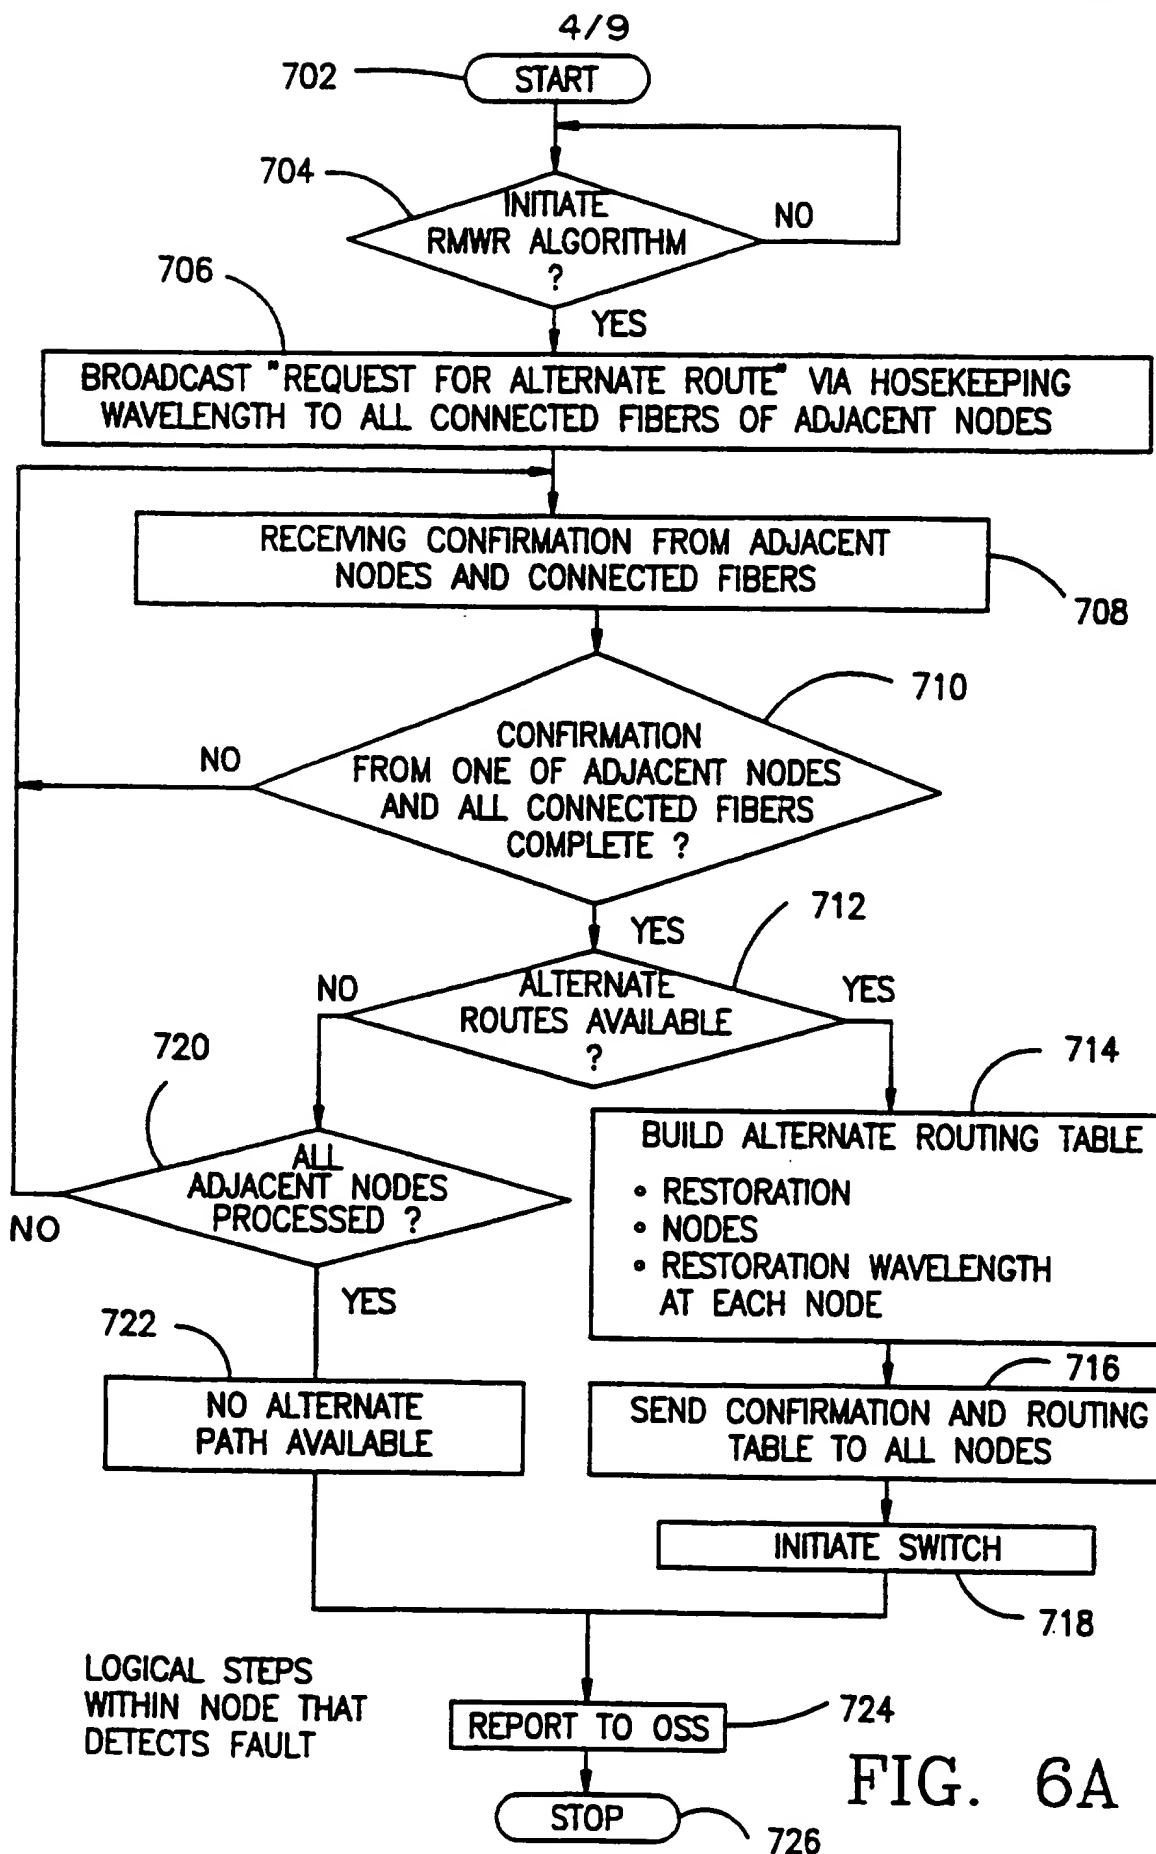 4/9
702
START
704
INITIATE
RMWR ALGORITHM
?
NO
YES
706
BROADCAST "REQUEST FOR ALTERNATE ROUTE" VIA HOSEKEEPING
WAVELENGTH TO ALL CONNECTED FIBERS OF ADJACENT NODES
RECEIVING CONFIRMATION FROM ADJACENT
NODES AND CONNECTED FIBERS
708
710
CONFIRMATION
FROM ONE OF ADJACENT NODES
AND ALL CONNECTED FIBERS
COMPLETE ?
NO
YES
712
ALTERNATE
ROUTES AVAILABLE
?
NO
YES
720
ALL
ADJACENT NODES
PROCESSED ?
NO
YES
714
BUILD ALTERNATE ROUTING TABLE
• RESTORATION
• NODES
• RESTORATION WAVELENGTH
AT EACH NODE
722
NO ALTERNATE
PATH AVAILABLE
716
SEND CONFIRMATION AND ROUTING
TABLE TO ALL NODES
INITIATE SWITCH
718
LOGICAL STEPS
WITHIN NODE THAT
DETECTS FAULT
REPORT TO OSS
724
STOP
726
FIG. 6A